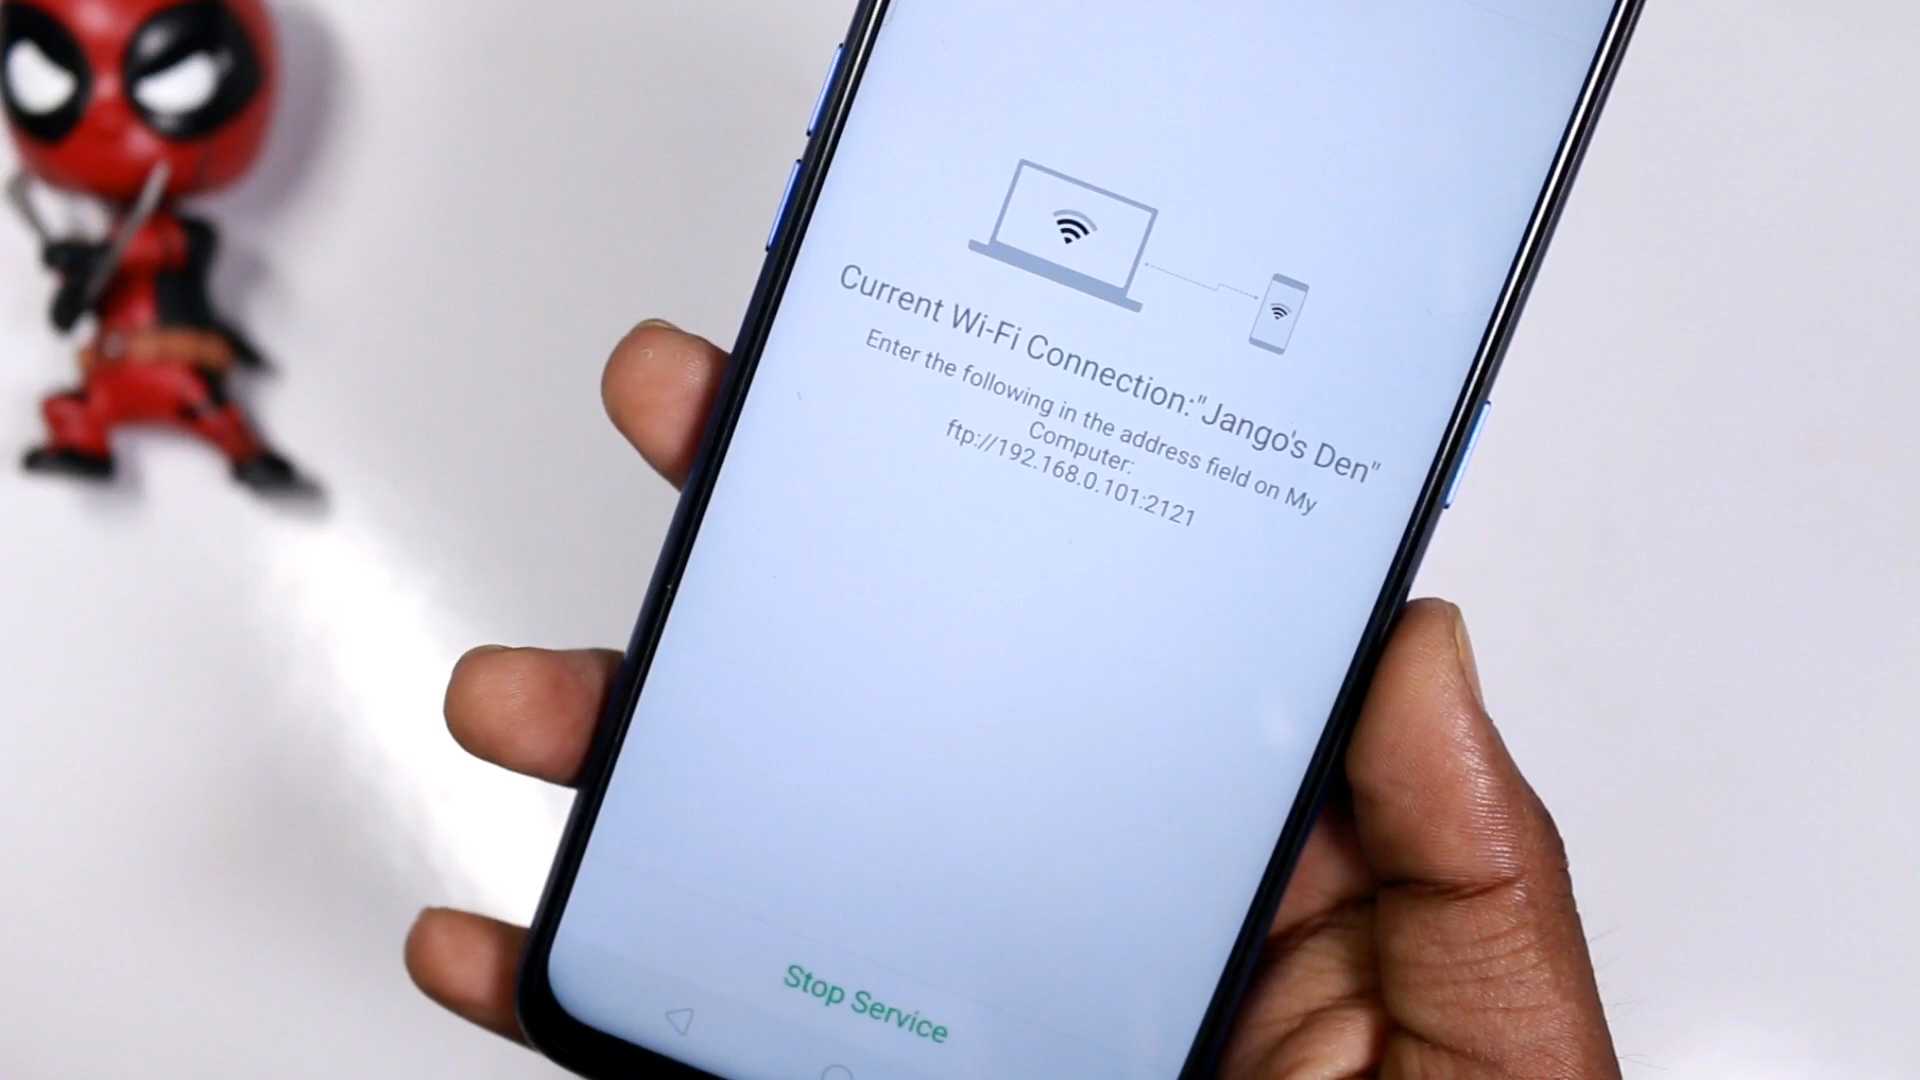 Current Wi-Fi Connection:"Jango's Den"
Enter the following in the address field on My
Computer:
ftp://192.168.0.101:2121
Stop Service